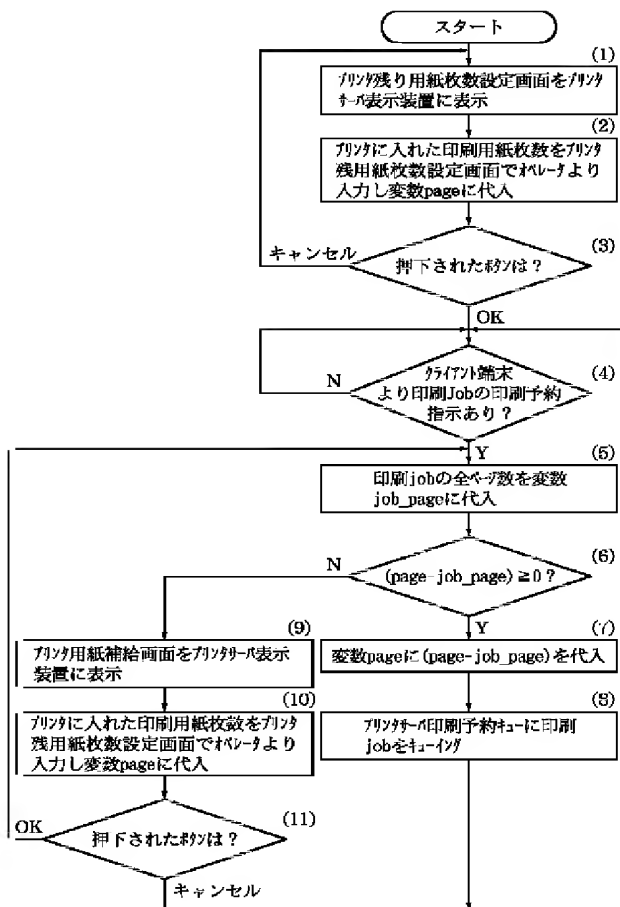 スタート
(1)
プリンタ残り用紙枚数設定画面をプリンタ
サーバ表示装置に表示
(2)
プリンタに入れた印刷用紙枚数をプリンタ
残用紙枚数設定画面でオペレータより
入力し変数pageに代入
(3)
キャンセル
押下されたボタンは？
OK
(4)
クライアント端末
より印刷Jobの印刷予約
指示あり？
N
Y
(5)
印刷jobの全ページ数を変数
job_pageに代入
(6)
N
(page-job_page)≧0？
Y
(7)
変数pageに(page-job_page)を代入
(9)
プリンタ用紙補給画面をプリンタサーバ表示
装置に表示
(8)
プリンタサーバ印刷予約キューに印刷
jobをキューイング
(10)
プリンタに入れた印刷用紙枚数をプリンタ
残用紙枚数設定画面でオペレータより
入力し変数pageに代入
(11)
OK
押下されたボタンは？
キャンセル